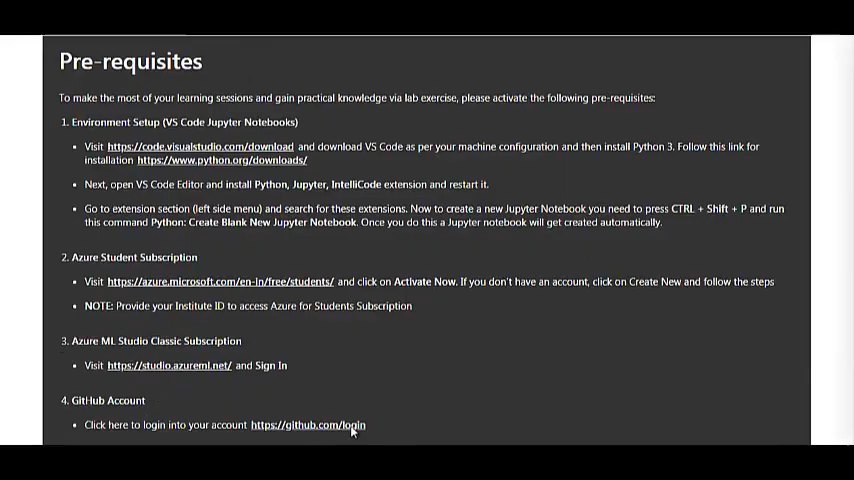 Pre-requisites
To make the most of your learning sessions and gain practical knowledge via lab exercise, please activate the following pre-requisites:
1. Environment Setup (VS Code Jupyter Notebooks)
• Visit https://code.visualstudio.com/download and download VS Code as per your machine configuration and then install Python 3. Follow this link for
installation https://www.python.org/downloads/
• Next, open VS Code Editor and install Python, Jupyter, IntelliCode extension and restart it.
• Go to extension section (left side menu) and search for these extensions. Now to create a new Jupyter Notebook you need to press CTRL + Shift + P and run
this command Python: Create Blank New Jupyter Notebook. Once you do this a Jupyter notebook will get created automatically.
2. Azure Student Subscription
• Visit https://azure.microsoft.com/en-in/free/students/ and click on Activate Now. If you don't have an account, click on Create New and follow the steps
• NOTE: Provide your Institute ID to access Azure for Students Subscription
3. Azure ML Studio Classic Subscription
• Visit https://studio.azureml.net/ and Sign In
4. GitHub Account
• Click here to login into your account https://github.com/login